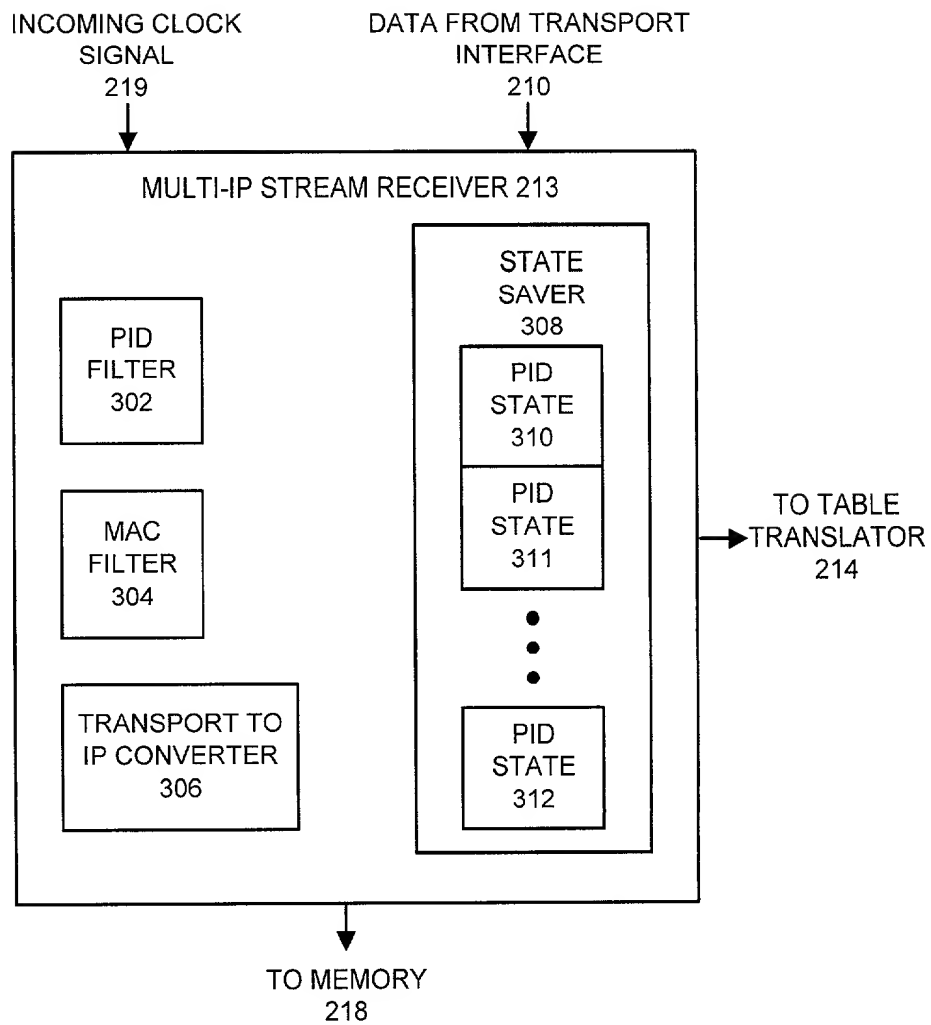 INCOMING CLOCK
SIGNAL
219
DATA FROM TRANSPORT
INTERFACE
210
MULTI-IP STREAM RECEIVER 213
PID
FILTER
302
MAC
FILTER
304
TRANSPORT TO
IP CONVERTER
306
STATE
SAVER
308
PID
STATE
310
PID
STATE
311
PID
STATE
312
TO TABLE
TRANSLATOR
214
TO MEMORY
218